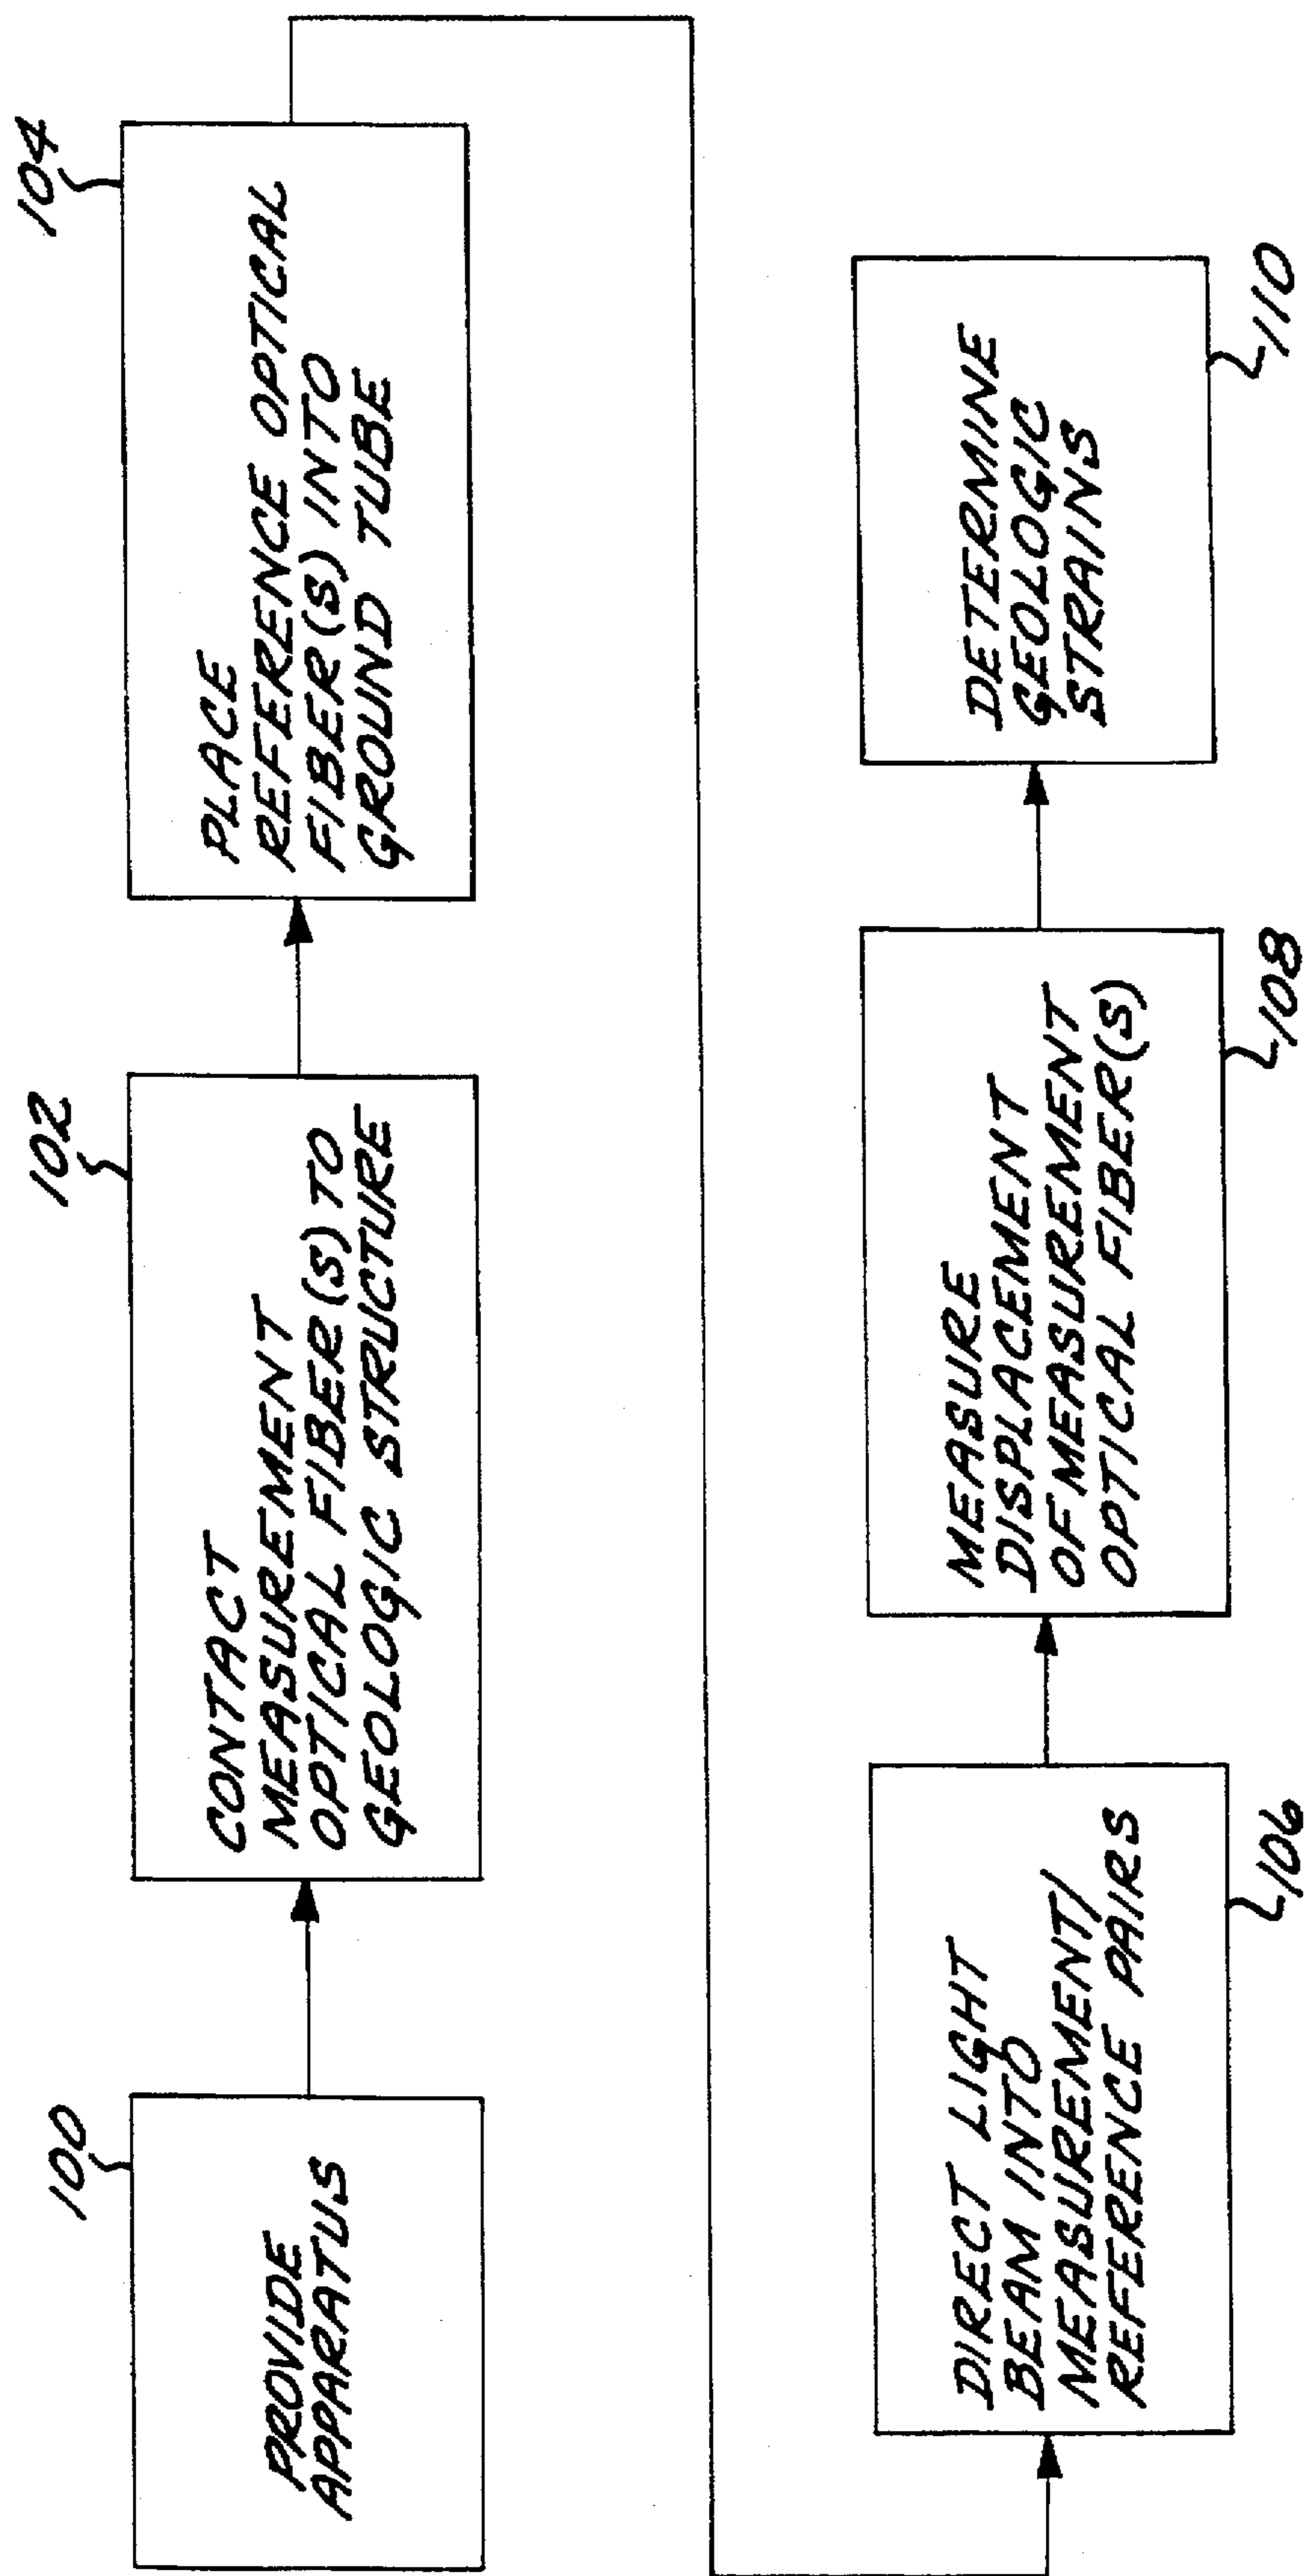 100
PROVIDE
APPARATUS
102
CONTACT
MEASUREMENT
OPTICAL FIBER(S) TO
GEOLOGIC STRUCTURE
104
PLACE
REFERENCE OPTICAL
FIBER(S) INTO
GROUND TUBE
DIRECT LIGHT
BEAM INTO
MEASUREMENT/
REFERENCE PAIRS
106
MEASURE
DISPLACEMENT
OF MEASUREMENT
OPTICAL FIBER(S)
108
DETERMINE
GEOLOGIC
STRAINS
110